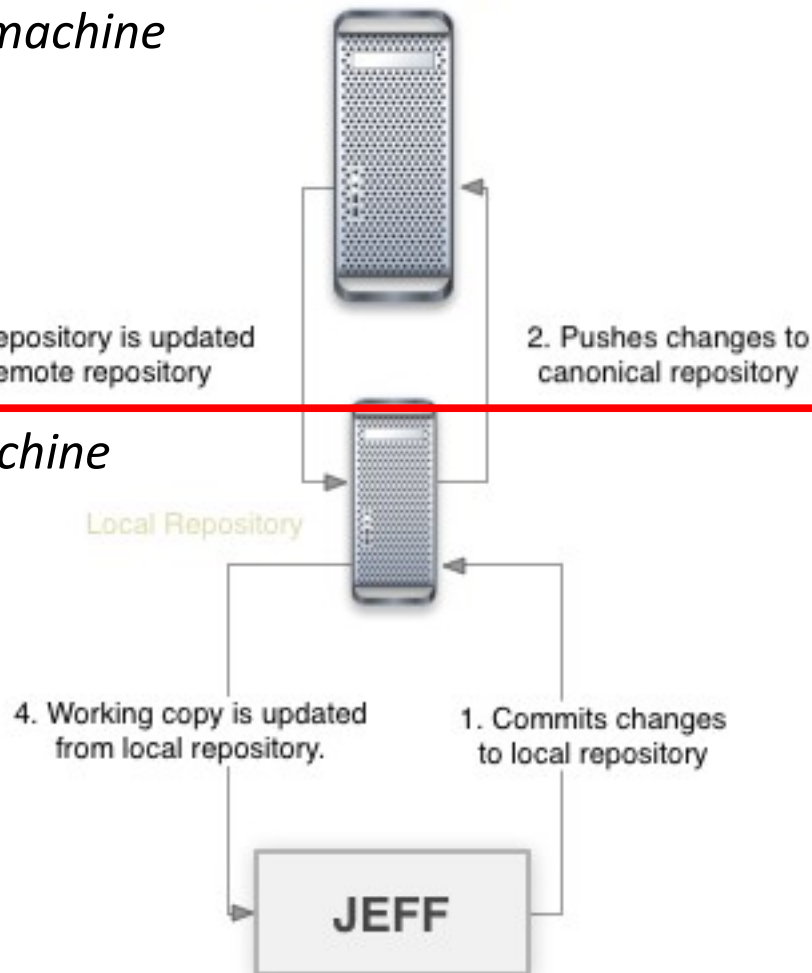 machine
epository is updated
emote repository
2. Pushes changes to
canonical repository
chine
Local Repository
4. Working copy is updated
from local repository.
1. Commits changes
to local repository
JEFF